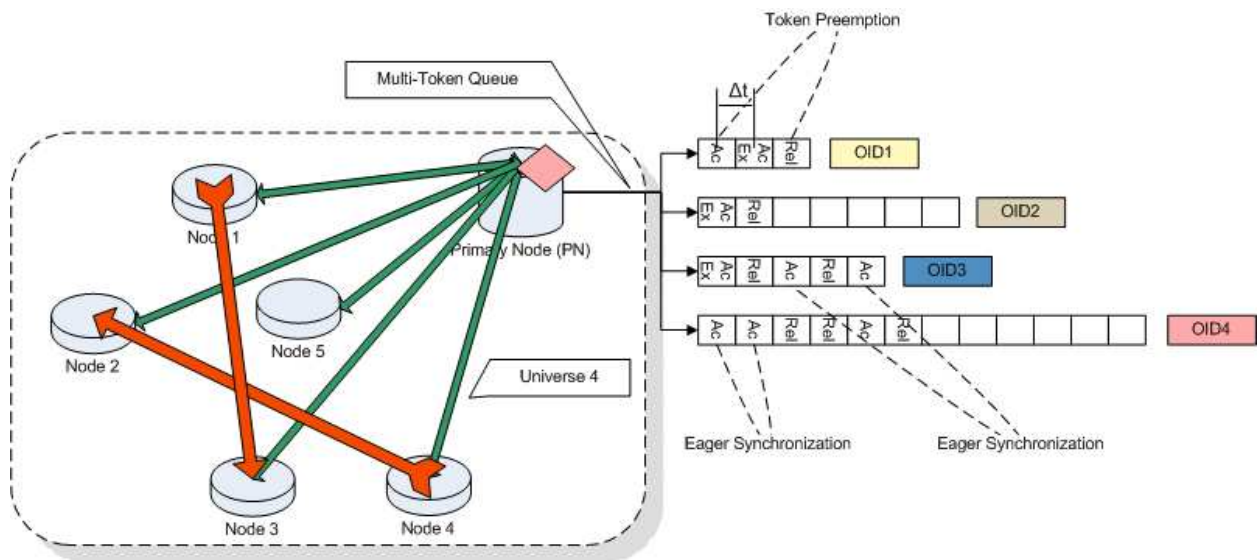 Token Preemption
Multi-Token Queue
Δt
Ac
Ex Ac
Rel
OID1
Ex Ac
Rel
OID2
Ex Ac
Rel
Ac
Rel
Ac
OID3
Ac
Ac
Rel
Rel
Ac
Rel
OID4
Node 1
Primary Node (PN)
Node 2
Node 5
Universe 4
Node 3
Node 4
Eager Synchronization
Eager Synchronization